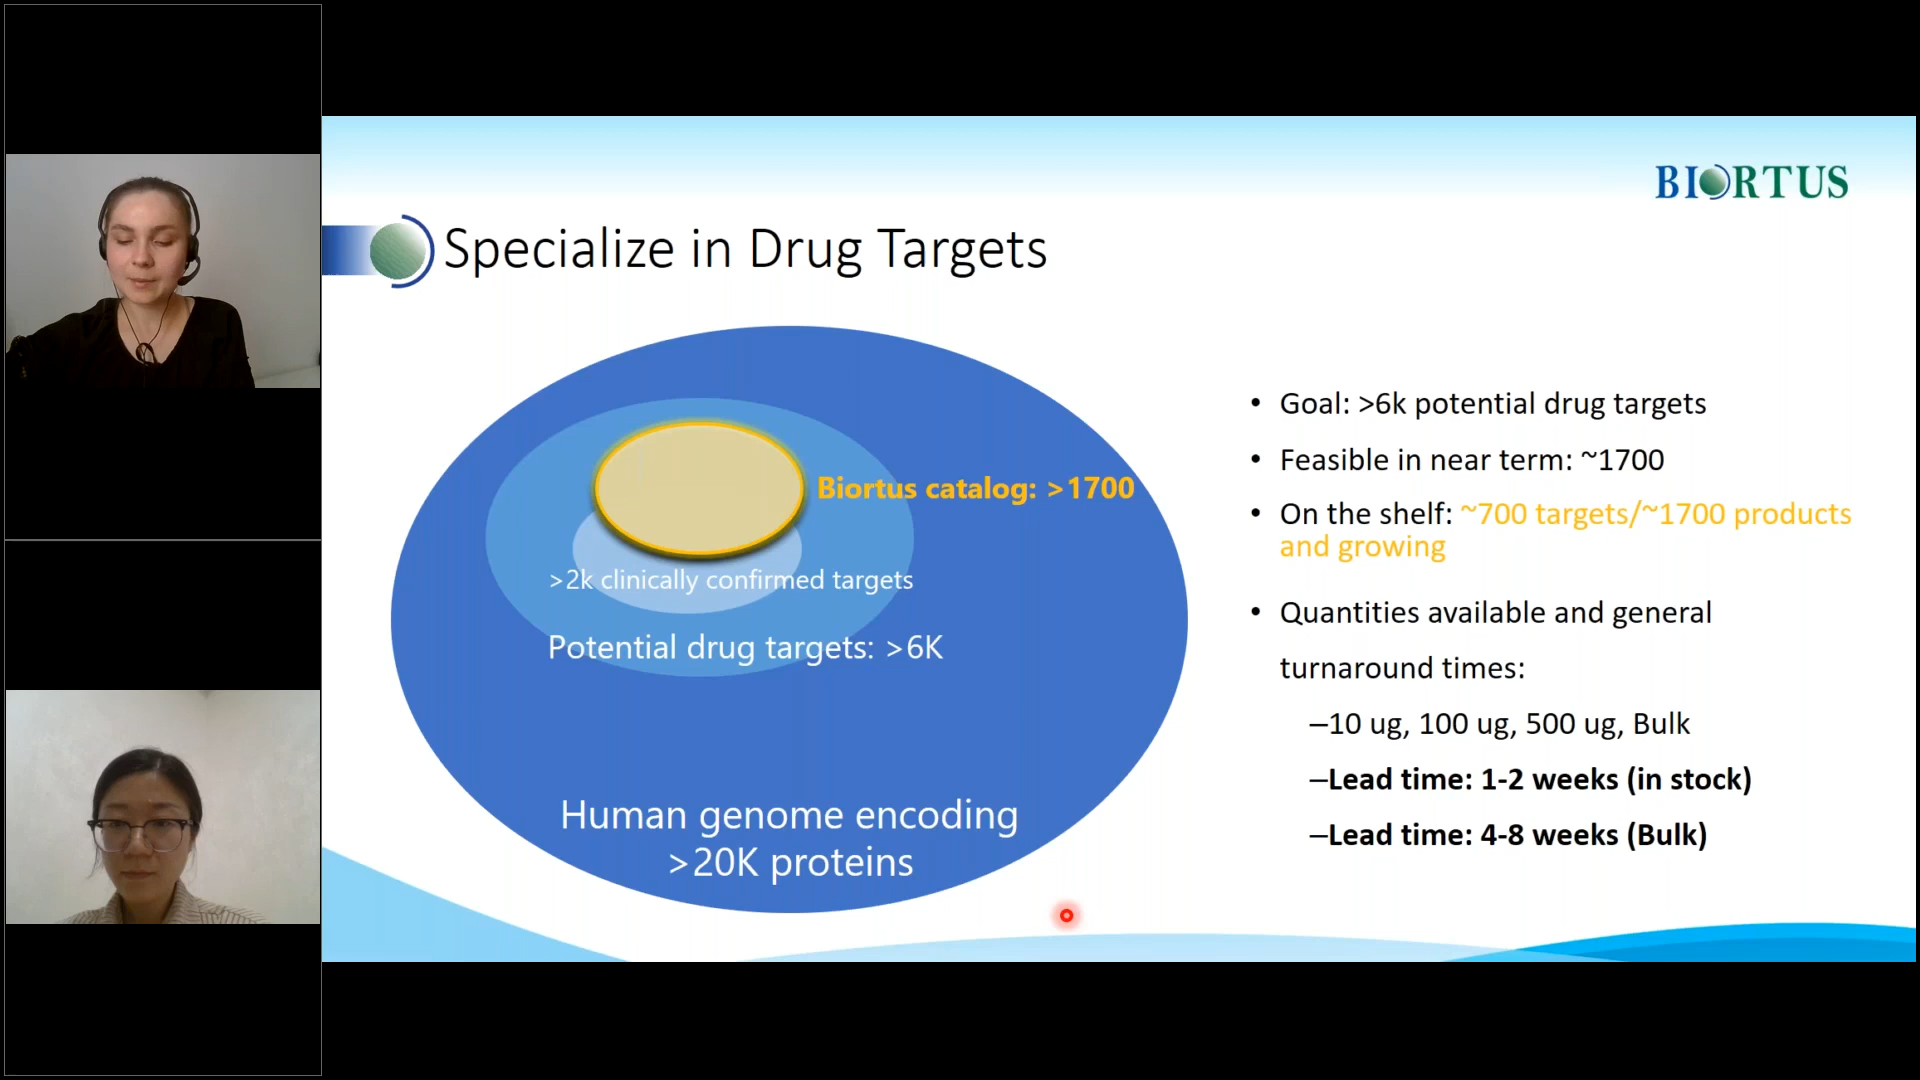 BIORTUS
Specialize in Drug Targets
Biortus catalog: >1700
>2k clinically confirmed targets
Potential drug targets: >6K
Human genome encoding
>20K proteins
• Goal: >6k potential drug targets
• Feasible in near term: ~1700
• On the shelf: ~700 targets/~1700 products
and growing
• Quantities available and general
turnaround times:
–10 ug, 100 ug, 500 ug, Bulk
–Lead time: 1-2 weeks (in stock)
–Lead time: 4-8 weeks (Bulk)